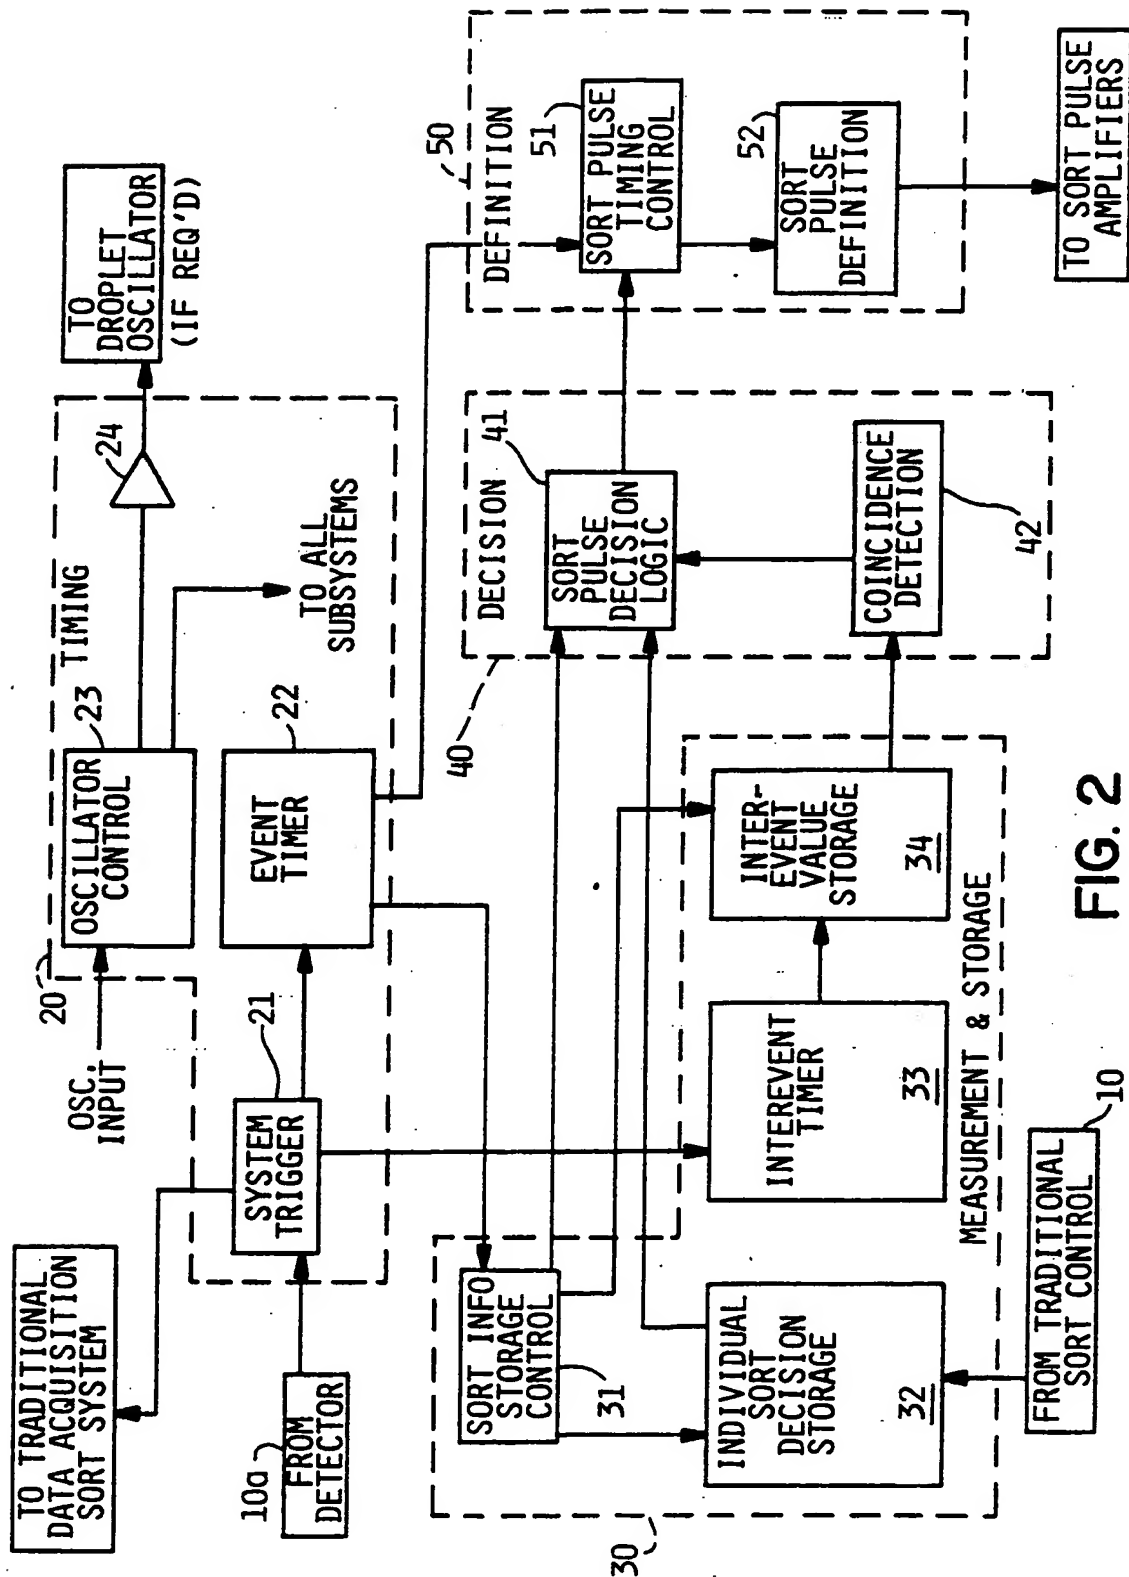 TO TRADITIONAL
DATA ACQUISITION
SORT SYSTEM
10a
FROM
DETECTOR
OSC.
INPUT
20
TIMING
SYSTEM
TRIGGER
21
OSCILLATOR
CONTROL
23
EVENT
TIMER
22
24
TO ALL
SUBSYSTEMS
TO
DROPLET
OSCILLATOR
(IF REQ'D)
30
SORT INFO
STORAGE
CONTROL
31
INDIVIDUAL
SORT
DECISION
STORAGE
32
INTEREVENT
TIMER
33
INTER-
EVENT
VALUE
STORAGE
34
MEASUREMENT & STORAGE
FROM TRADITIONAL
SORT CONTROL
10
40
DECISION
SORT
PULSE
DECISION
LOGIC
41
COINCIDENCE
DETECTION
42
50
DEFINITION
SORT PULSE
TIMING
CONTROL
51
SORT
PULSE
DEFINITION
52
TO SORT PULSE
AMPLIFIERS
FIG. 2